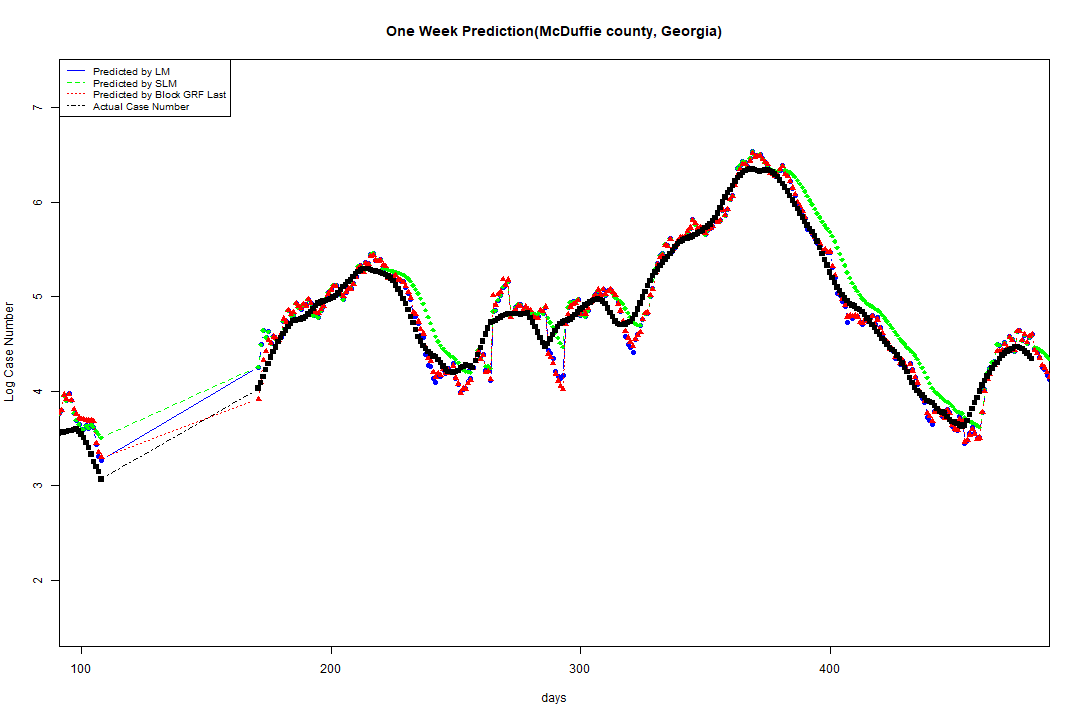 One Week Prediction(McDuffie county, Georgia)
Predicted by LM
Predicted by SLM
Predicted by Block GRF Last
Actual Case Number
7
6
5
4
3
2
Log Case Number
100 200 300 400
days